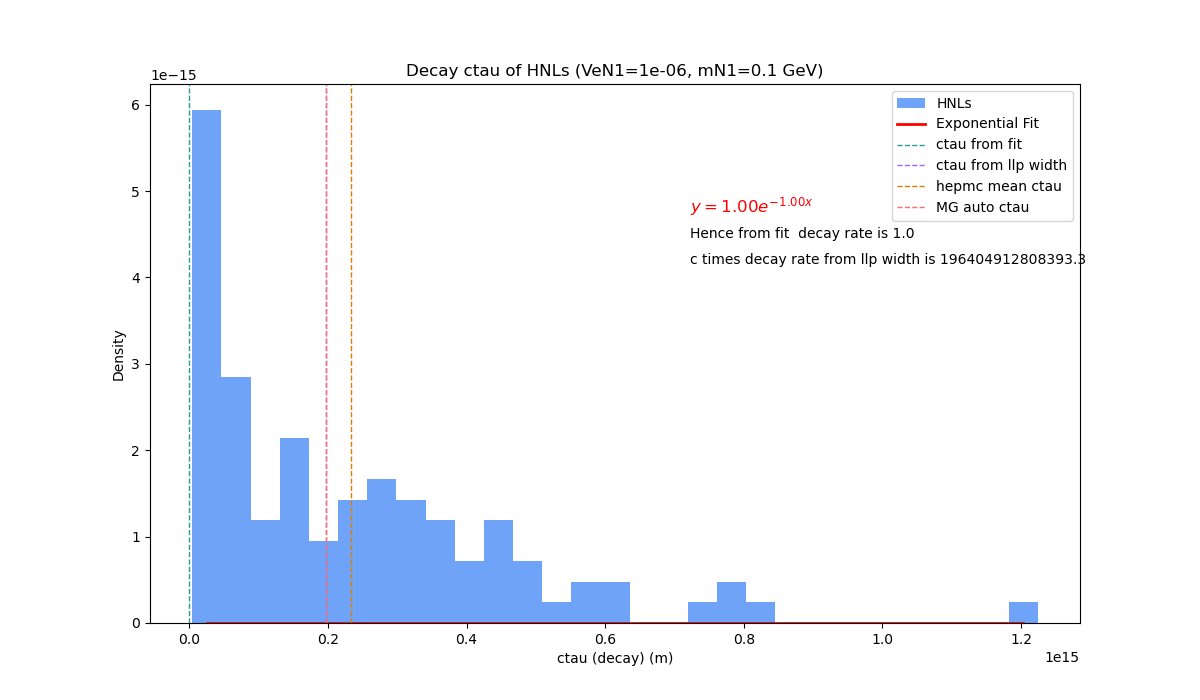 Decay ctau of HNLs (VeN1=1e-06, mN1=0.1 GeV)
1e−15
HNLs
Exponential Fit
ctau from fit
ctau from llp width
hepmc mean ctau
MG auto ctau
y = 1.00e^{−1.00x}
Hence from fit  decay rate is 1.0
c times decay rate from llp width is 196404912808393.3
Density
6
5
4
3
2
1
0
0.0 0.2 0.4 0.6 0.8 1.0 1.2
1e15
ctau (decay) (m)